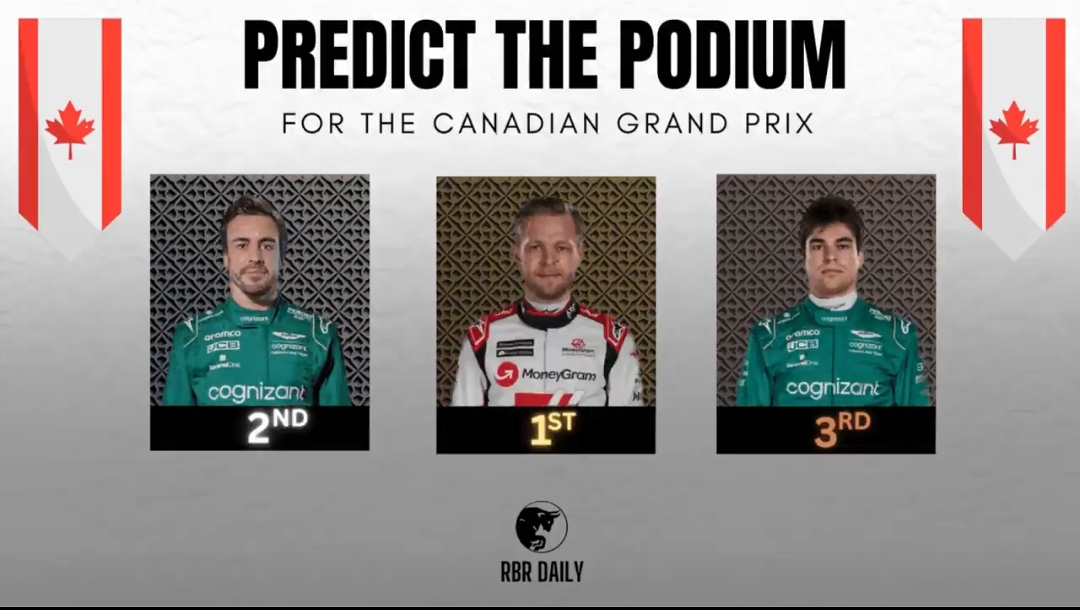 PREDICT THE PODIUM
FOR THE CANADIAN GRAND PRIX
aramco
JCB
cognizant
cognizant
2ND
MoneyGram
MoneyGram
1ST
aramco
JCB
cognizant
cognizant
3RD
RBR DAILY